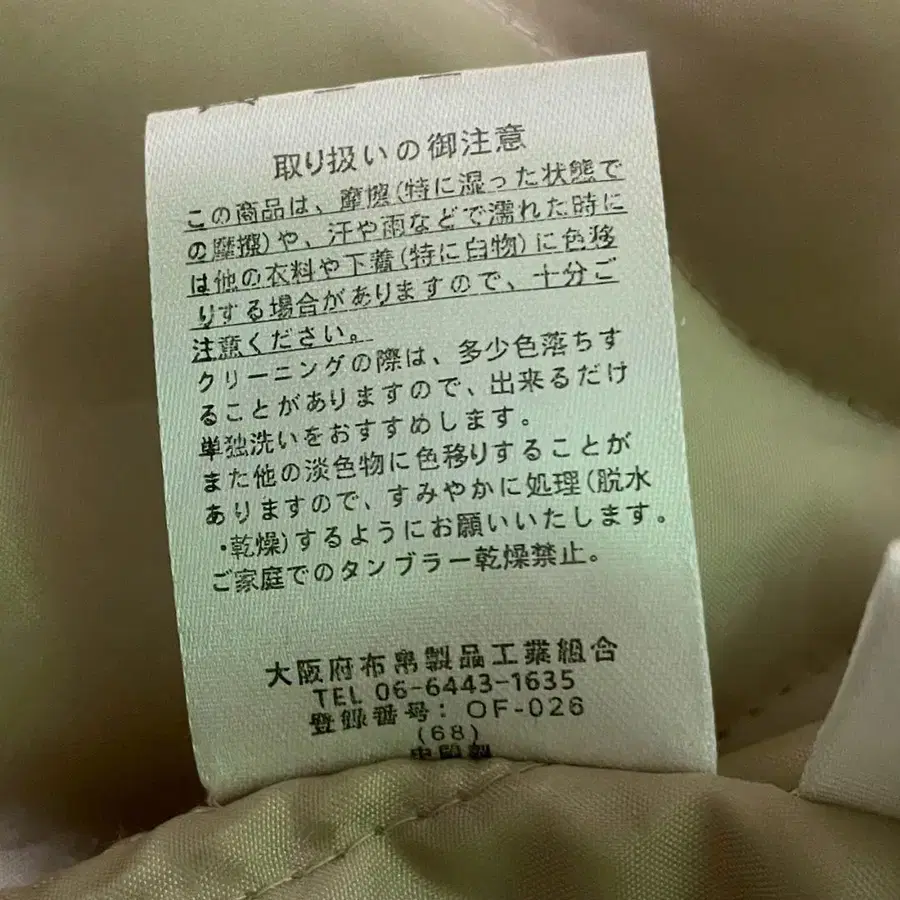 取り扱いの御注意
この商品は、摩擦(特に湿った状態で
の摩擦)や、汗や雨などで濡れた時に
は他の衣料や下着(特に白物)に色移
りする場合がありますので、十分ご
注意ください。
クリーニングの際は、多少色落ちす
ることがありますので、出来るだけ
単独洗いをおすすめします。
また他の淡色物に色移りすることが
ありますので、すみやかに処理(脱水
・乾燥)するようにお願いいたします。
ご家庭でのタンブラー乾燥禁止。
大阪府布帛製品工業組合
TEL 06-6443-1635
登録番号: OF-026
(68)
中国製